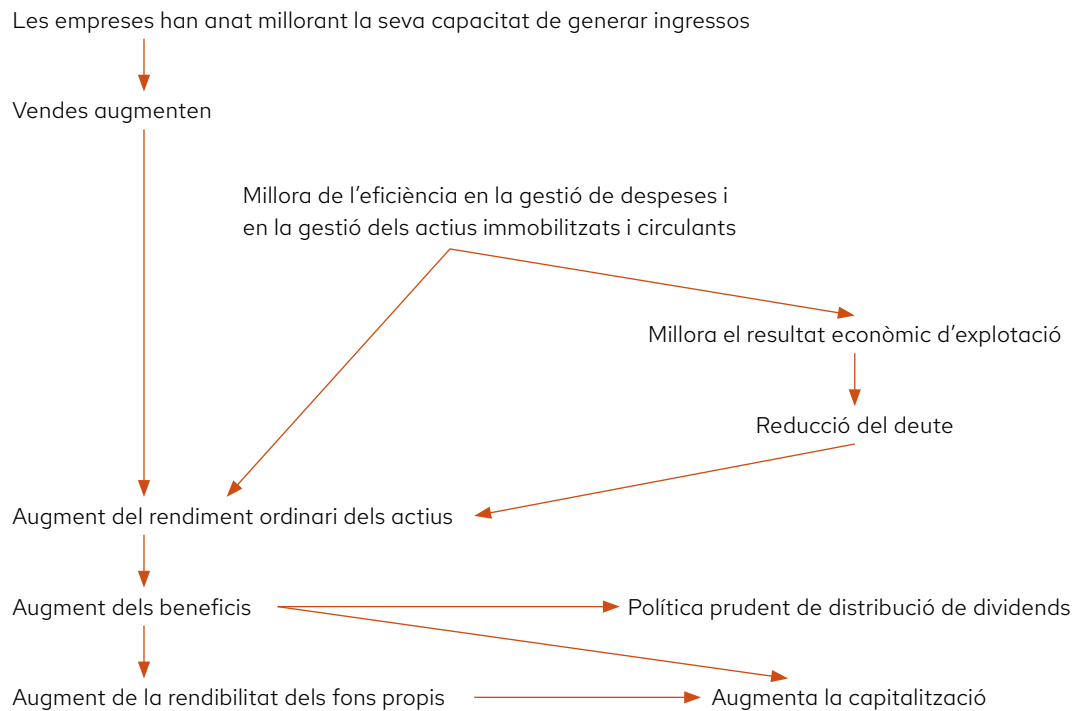 Les empreses han anat millorant la seva capacitat de generar ingressos
Vendes augmenten
Millora de l’eficiència en la gestió de despeses i
en la gestió dels actius immobilitzats i circulants
Millora el resultat econòmic d’explotació
Reducció del deute
Augment del rendiment ordinari dels actius
Augment dels beneficis
Política prudent de distribució de dividends
Augment de la rendibilitat dels fons propis
Augmenta la capitalització